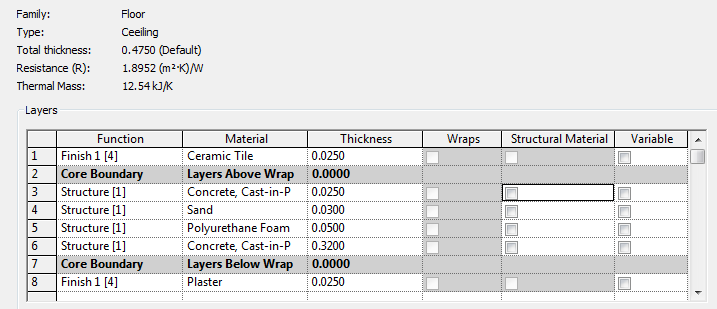 Family: Floor
Type: Ceeiling
Total thickness: 0.4750 (Default)
Resistance (R): 1.8952 (m²·K)/W
Thermal Mass: 12.54 kJ/K
Layers
Function Material Thickness Wraps Structural Material Variable
1 Finish 1 [4] Ceramic Tile 0.0250
2 Core Boundary Layers Above Wrap 0.0000
3 Structure [1] Concrete, Cast-in-P 0.0250
4 Structure [1] Sand 0.0300
5 Structure [1] Polyurethane Foam 0.0500
6 Structure [1] Concrete, Cast-in-P 0.3200
7 Core Boundary Layers Below Wrap 0.0000
8 Finish 1 [4] Plaster 0.0250